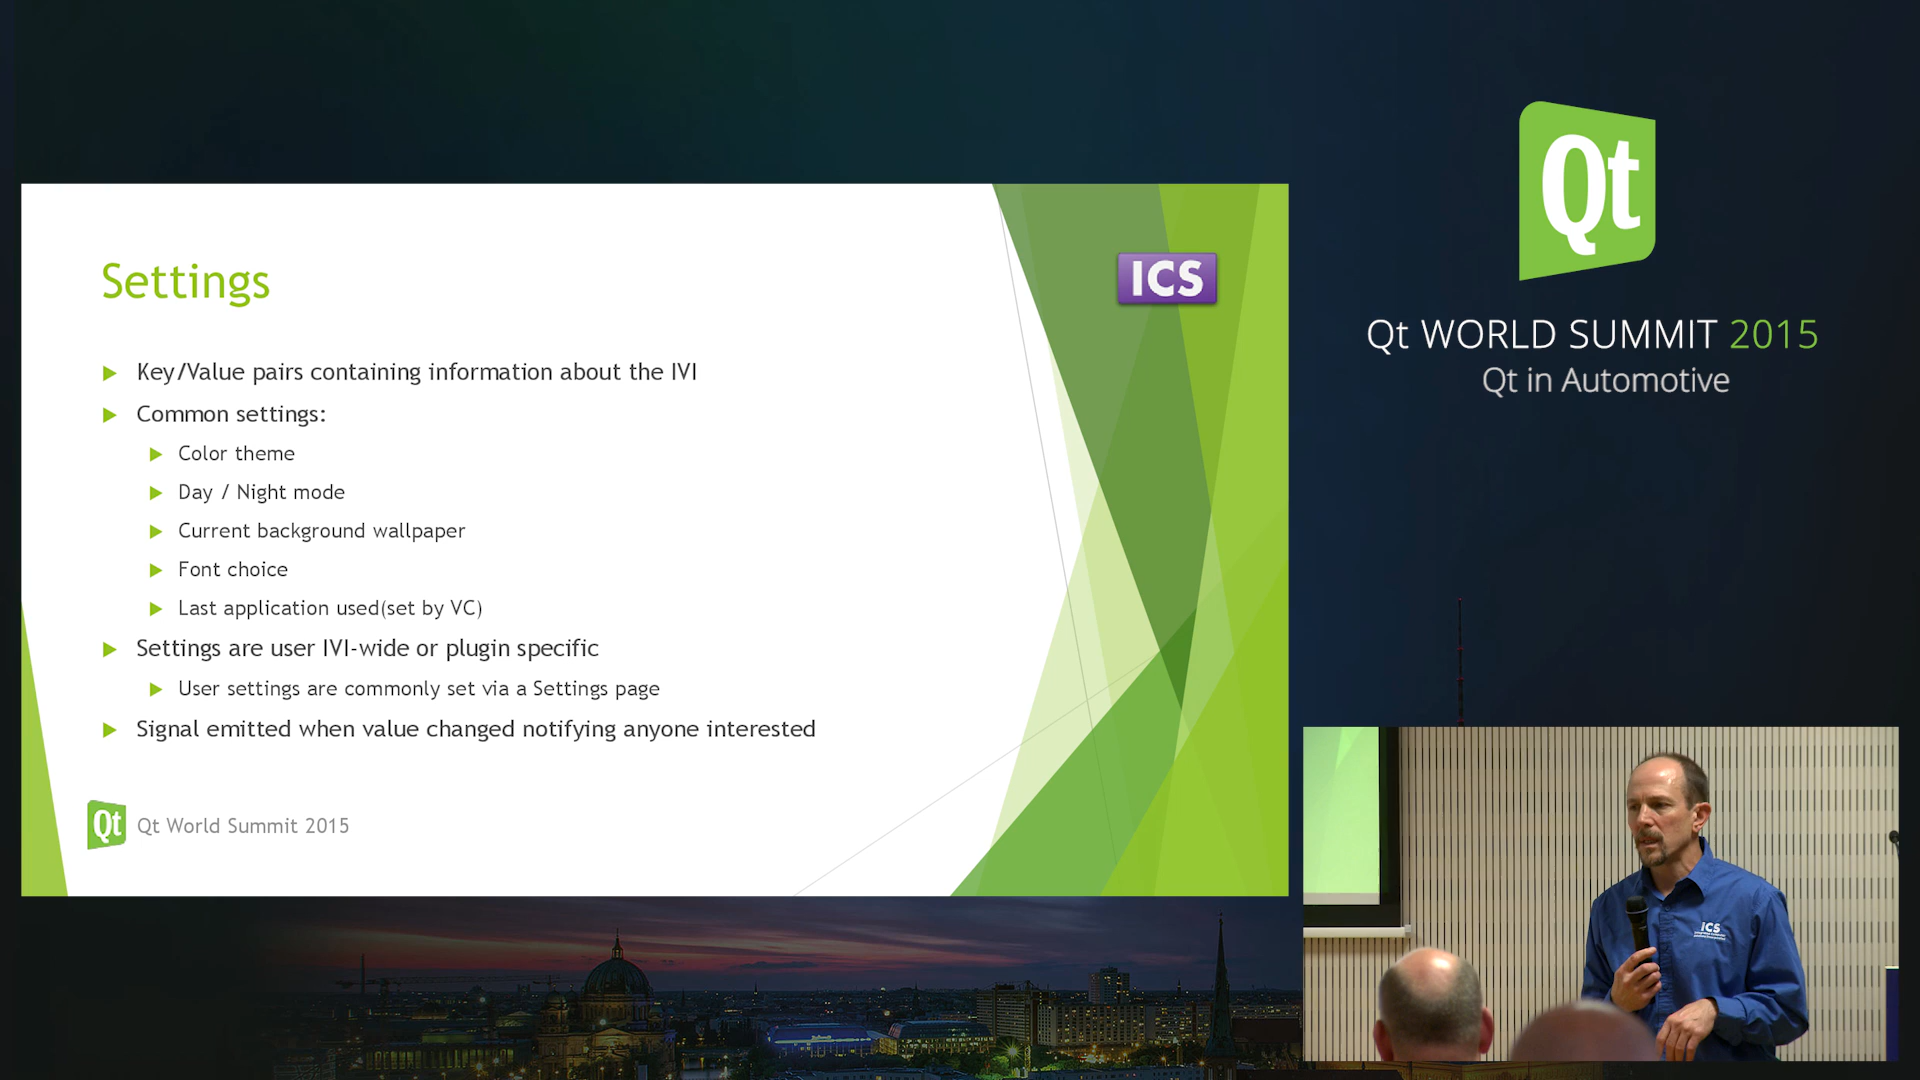 Settings
ICS
Key/Value pairs containing information about the IVI
Common settings:
Color theme
Day / Night mode
Current background wallpaper
Font choice
Last application used(set by VC)
Settings are user IVI-wide or plugin specific
User settings are commonly set via a Settings page
Signal emitted when value changed notifying anyone interested
Qt Qt World Summit 2015
Qt
Qt WORLD SUMMIT 2015
Qt in Automotive
ICS